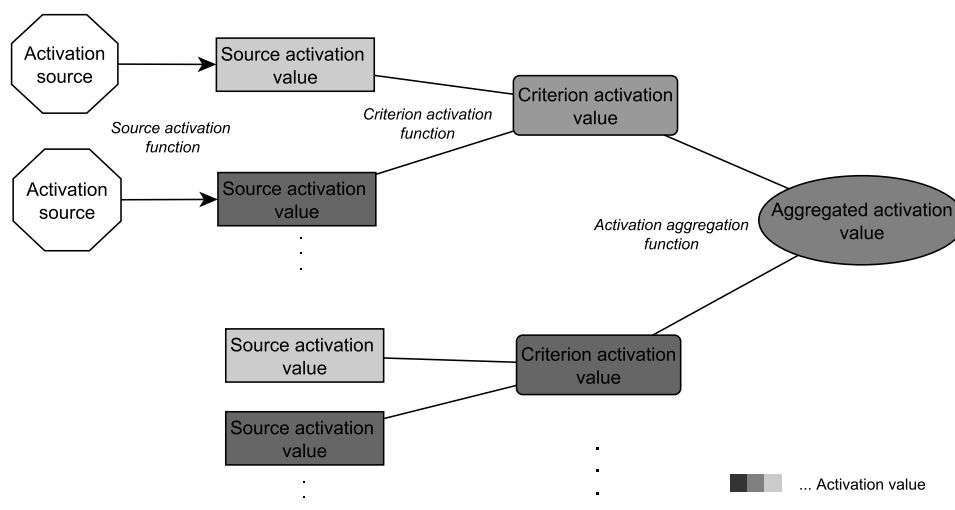 Activation
source
Source activation
value
Criterion activation
value
Criterion activation
function
Source activation
function
Activation
source
Source activation
value
Aggregated activation
value
Activation aggregation
function
Source activation
value
Criterion activation
value
Source activation
value
... Activation value